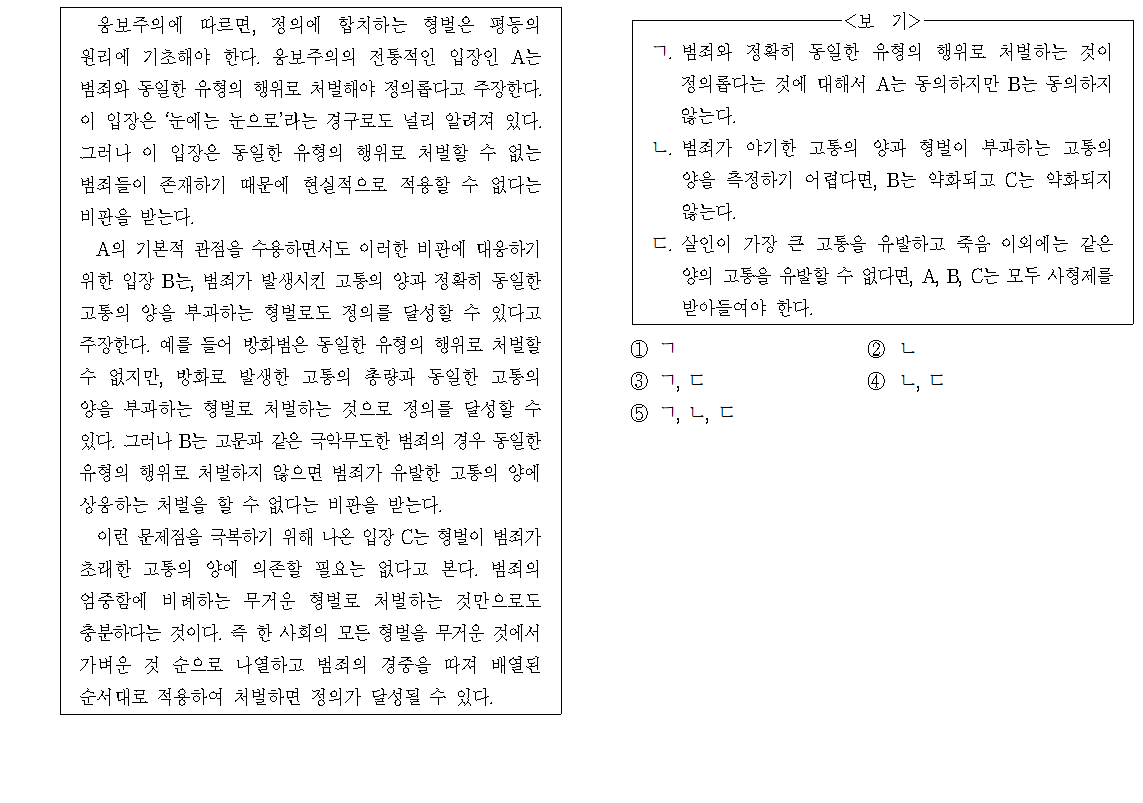 응보주의에 따르면, 정의에 합치하는 형벌은 평등의
원리에 기초해야 한다. 응보주의의 전통적인 입장인 A는
범죄와 동일한 유형의 행위로 처벌해야 정의롭다고 주장한다.
이 입장은 ‘눈에는 눈으로’라는 경구로도 널리 알려져 있다.
그러나 이 입장은 동일한 유형의 행위로 처벌할 수 없는
범죄들이 존재하기 때문에 현실적으로 적용할 수 없다는
비판을 받는다.
A의 기본적 관점을 수용하면서도 이러한 비판에 대응하기
위한 입장 B는, 범죄가 발생시킨 고통의 양과 정확히 동일한
고통의 양을 부과하는 형벌로도 정의를 달성할 수 있다고
주장한다. 예를 들어 방화범은 동일한 유형의 행위로 처벌할
수 없지만, 방화로 발생한 고통의 총량과 동일한 고통의
양을 부과하는 형벌로 처벌하는 것으로 정의를 달성할 수
있다. 그러나 B는 고문과 같은 극악무도한 범죄의 경우 동일한
유형의 행위로 처벌하지 않으면 범죄가 유발한 고통의 양에
상응하는 처벌을 할 수 없다는 비판을 받는다.
이런 문제점을 극복하기 위해 나온 입장 C는 형벌이 범죄가
초래한 고통의 양에 의존할 필요는 없다고 본다. 범죄의
엄중함에 비례하는 무거운 형벌로 처벌하는 것만으로도
충분하다는 것이다. 즉 한 사회의 모든 형벌을 무거운 것에서
가벼운 것 순으로 나열하고 범죄의 경중을 따져 배열된
순서대로 적용하여 처벌하면 정의가 달성될 수 있다.
<보 기>
ㄱ. 범죄와 정확히 동일한 유형의 행위로 처벌하는 것이
정의롭다는 것에 대해서 A는 동의하지만 B는 동의하지
않는다.
ㄴ. 범죄가 야기한 고통의 양과 형벌이 부과하는 고통의
양을 측정하기 어렵다면, B는 약화되고 C는 약화되지
않는다.
ㄷ. 살인이 가장 큰 고통을 유발하고 죽음 이외에는 같은
양의 고통을 유발할 수 없다면, A, B, C는 모두 사형제를
받아들여야 한다.
① ㄱ ② ㄴ
③ ㄱ, ㄷ ④ ㄴ, ㄷ
⑤ ㄱ, ㄴ, ㄷ